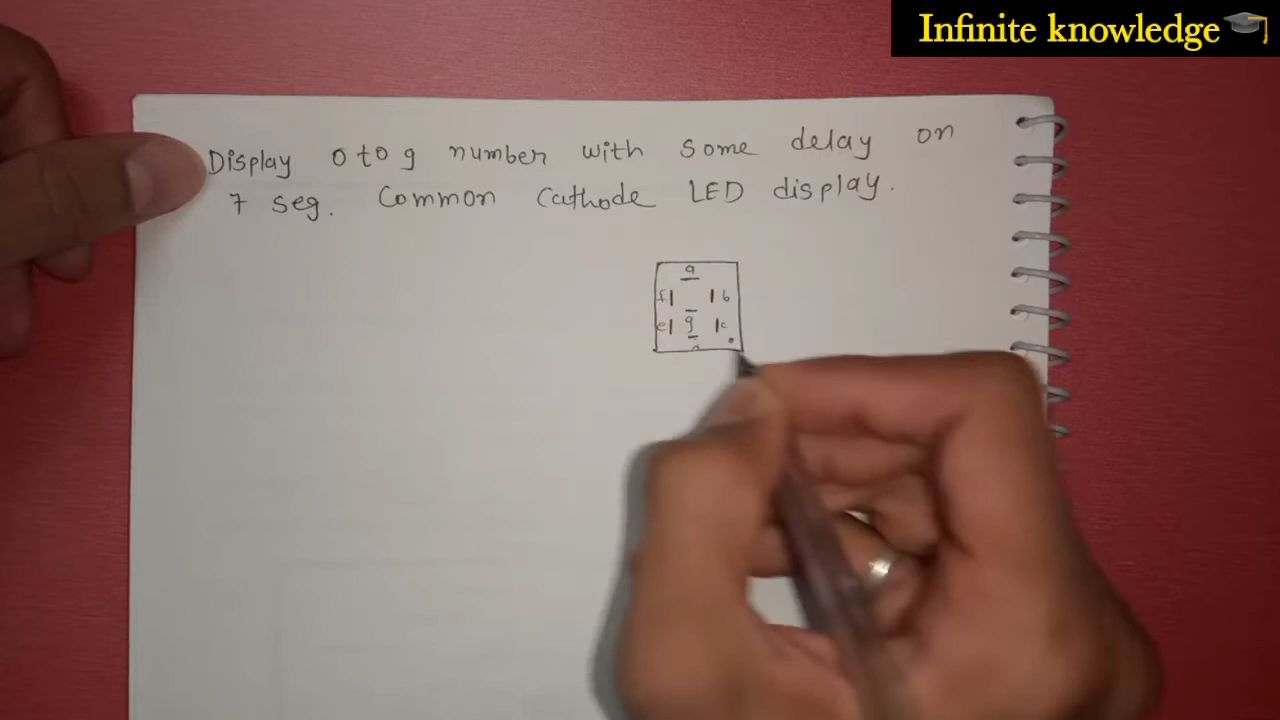 Infinite knowledge
Display 0 to 9 number with some delay on
7 seg. Common Cathode LED display.
a
f b
e g c